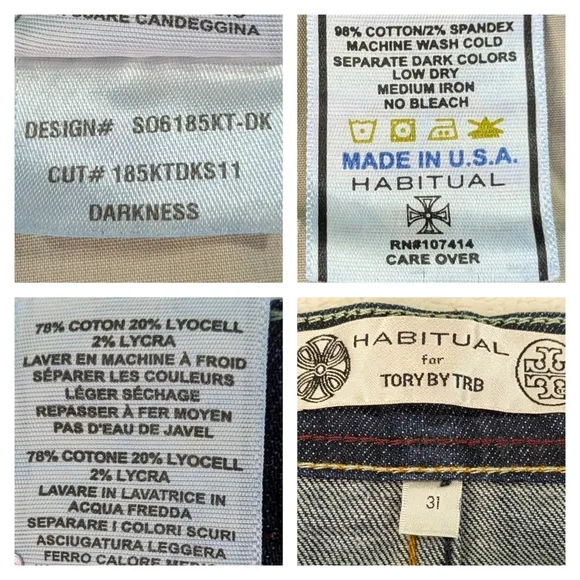 SQUARE CANDEGGINA
DESIGN# SO6185KT-DK
CUT# 185KTDKS11
DARKNESS
98% COTTON/2% SPANDEX
MACHINE WASH COLD
SEPARATE DARK COLORS
LOW DRY
MEDIUM IRON
NO BLEACH
MADE IN U.S.A.
HABITUAL
RN#107414
CARE OVER
78% COTON 20% LYOCELL
2% LYCRA
LAVER EN MACHINE À FROID
SÉPARER LES COULEURS
LÉGER SÉCHAGE
REPASSER À FER MOYEN
PAS D'EAU DE JAVEL
78% COTONE 20% LYOCELL
2% LYCRA
LAVARE IN LAVATRICE IN
ACQUA FREDDA
SEPARARE I COLORI SCURI
ASCIUGATURA LEGGERA
FERRO CALORE
HABITUAL
for
TORY BY TRB
31